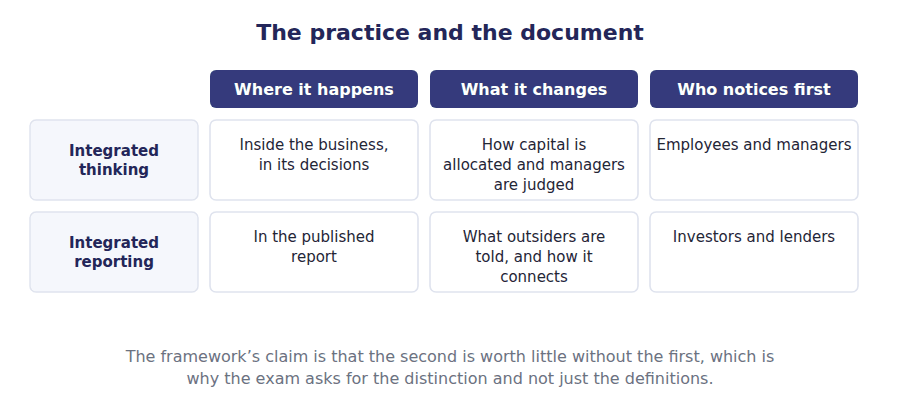 The practice and the document
Where it happens
What it changes
Who notices first
Integrated
thinking
Inside the business,
in its decisions
How capital is
allocated and managers
are judged
Employees and managers
Integrated
reporting
In the published
report
What outsiders are
told, and how it
connects
Investors and lenders
The framework’s claim is that the second is worth little without the first, which is
why the exam asks for the distinction and not just the definitions.